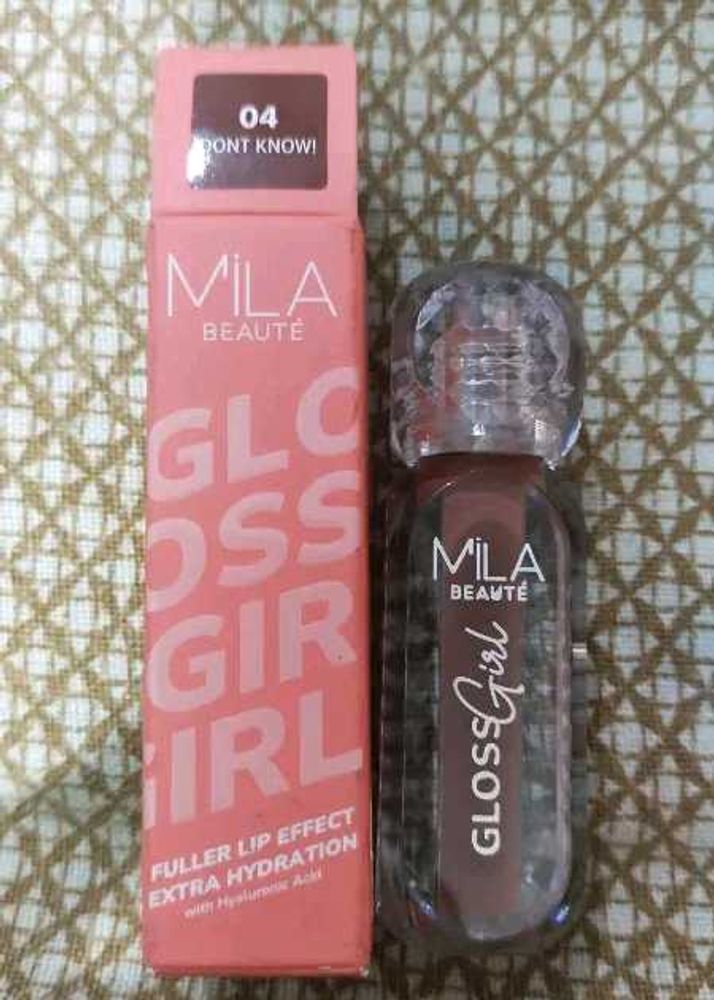 04
DONT KNOW!
MiLA
BEAUTÉ
GLO
OSS
GIR
GIRL
FULLER LIP EFFECT
EXTRA HYDRATION
with Hyaluronic Acid
MiLA
BEAUTÉ
GLOSS Girl